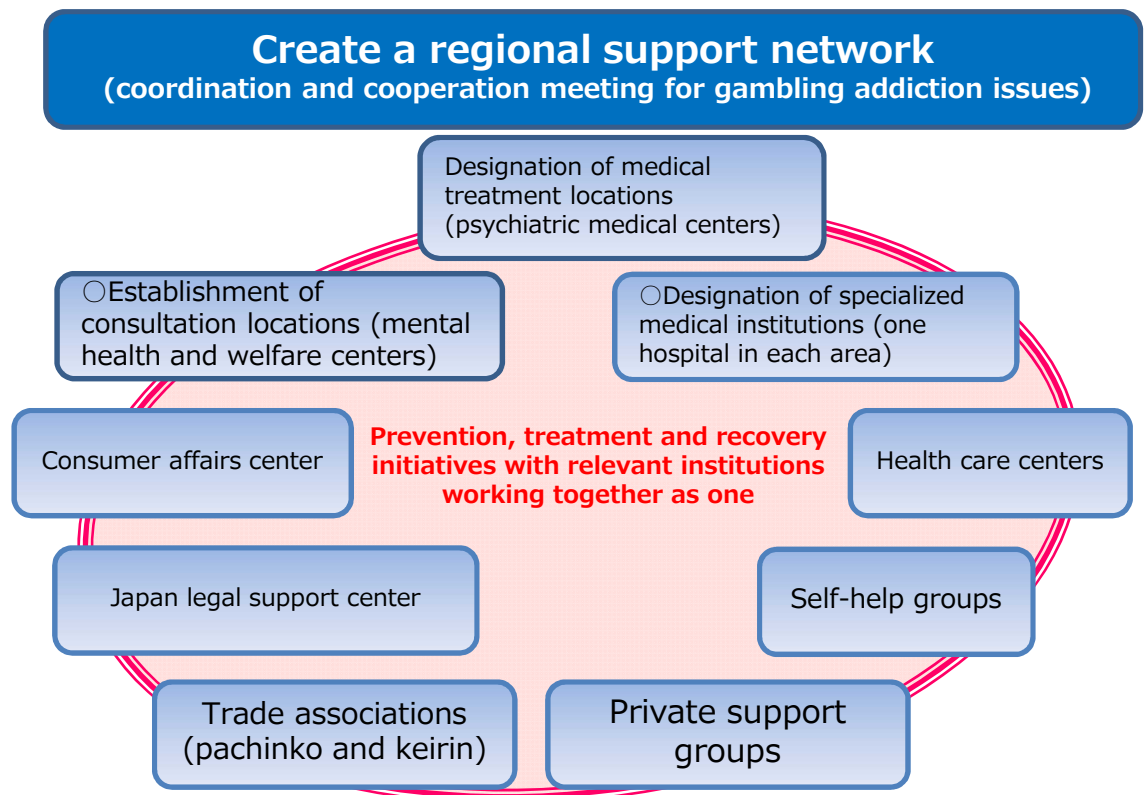 Create a regional support network
(coordination and cooperation meeting for gambling addiction issues)
Designation of medical
treatment locations
(psychiatric medical centers)
○Establishment of
consultation locations (mental
health and welfare centers)
○Designation of specialized
medical institutions (one
hospital in each area)
Consumer affairs center
Prevention, treatment and recovery
initiatives with relevant institutions
working together as one
Health care centers
Japan legal support center
Self-help groups
Trade associations
(pachinko and keirin)
Private support
groups